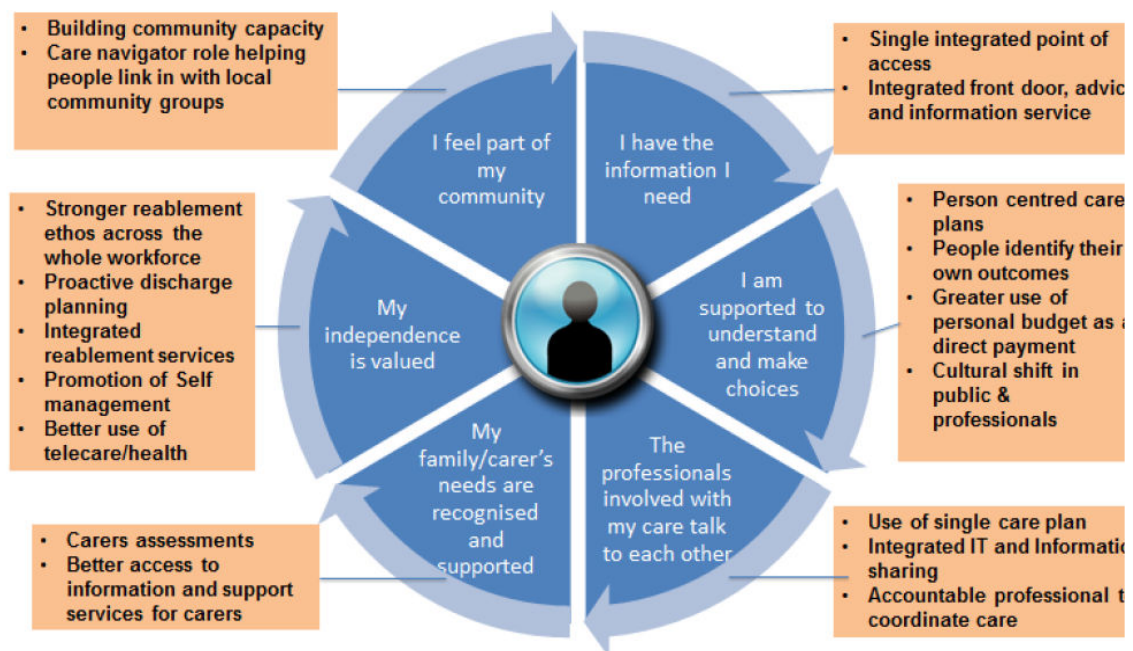 • Building community capacity
• Care navigator role helping
people link in with local
community groups
• Single integrated point of
access
• Integrated front door, advic
and information service
I feel part of
my
community
I have the
information I
need
• Stronger reablement
ethos across the
whole workforce
• Proactive discharge
planning
• Integrated
reablement services
• Promotion of Self
management
• Better use of
telecare/health
My
independence
is valued
I am
supported to
understand
and make
choices
• Person centred care
plans
• People identify their
own outcomes
• Greater use of
personal budget as a
direct payment
• Cultural shift in
public &
professionals
My
family/carer's
needs are
recognised
and
supported
The
professionals
involved with
my care talk
to each other
• Carers assessments
• Better access to
information and support
services for carers
• Use of single care plan
• Integrated IT and Informatio
sharing
• Accountable professional t
coordinate care